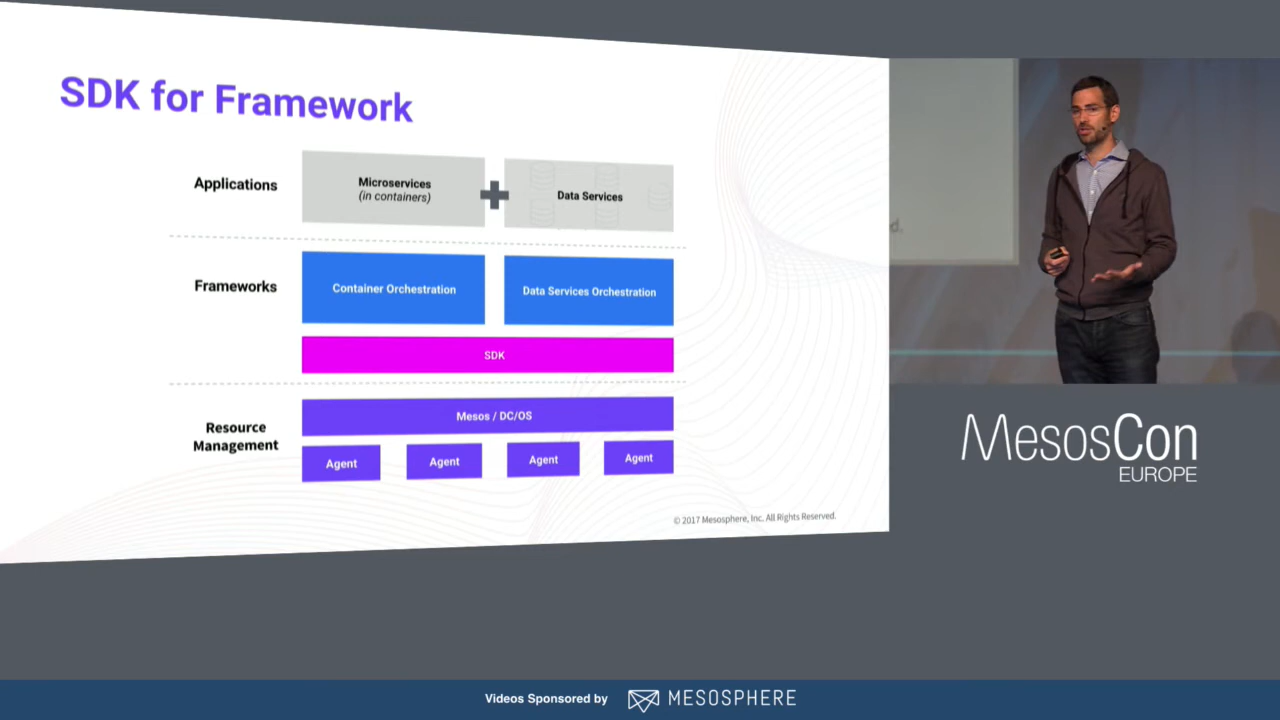 SDK for Framework
Applications
Microservices
(in containers)
Data Services
Frameworks
Container Orchestration
Data Services Orchestration
SDK
Resource
Management
Mesos / DC/OS
Agent
Agent
Agent
Agent
© 2017 Mesosphere, Inc. All Rights Reserved.
d.
MesosCon
EUROPE
Videos Sponsored by
MESOSPHERE